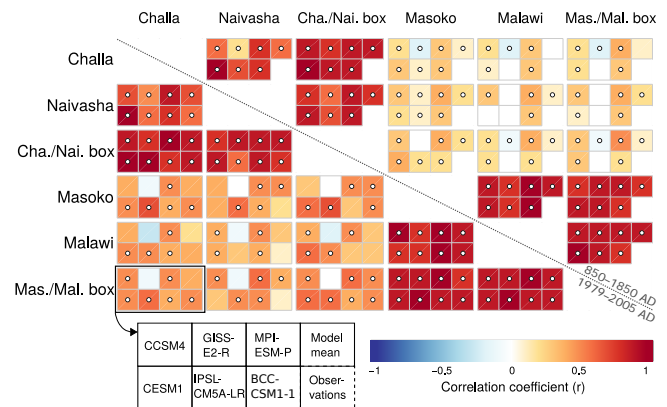 Challa Naivasha Cha./Nai. box Masoko Malawi Mas./Mal. box
Challa
Naivasha
Cha./Nai. box
Masoko
Malawi
Mas./Mal. box
850–1850 AD
1979–2005 AD
CCSM4 GISS-E2-R MPI-ESM-P Model mean
CESM1 IPSL-CM5A-LR BCC-CSM1-1 Obser-vations
−1 −0.5 0 0.5 1
Correlation coefficient (r)